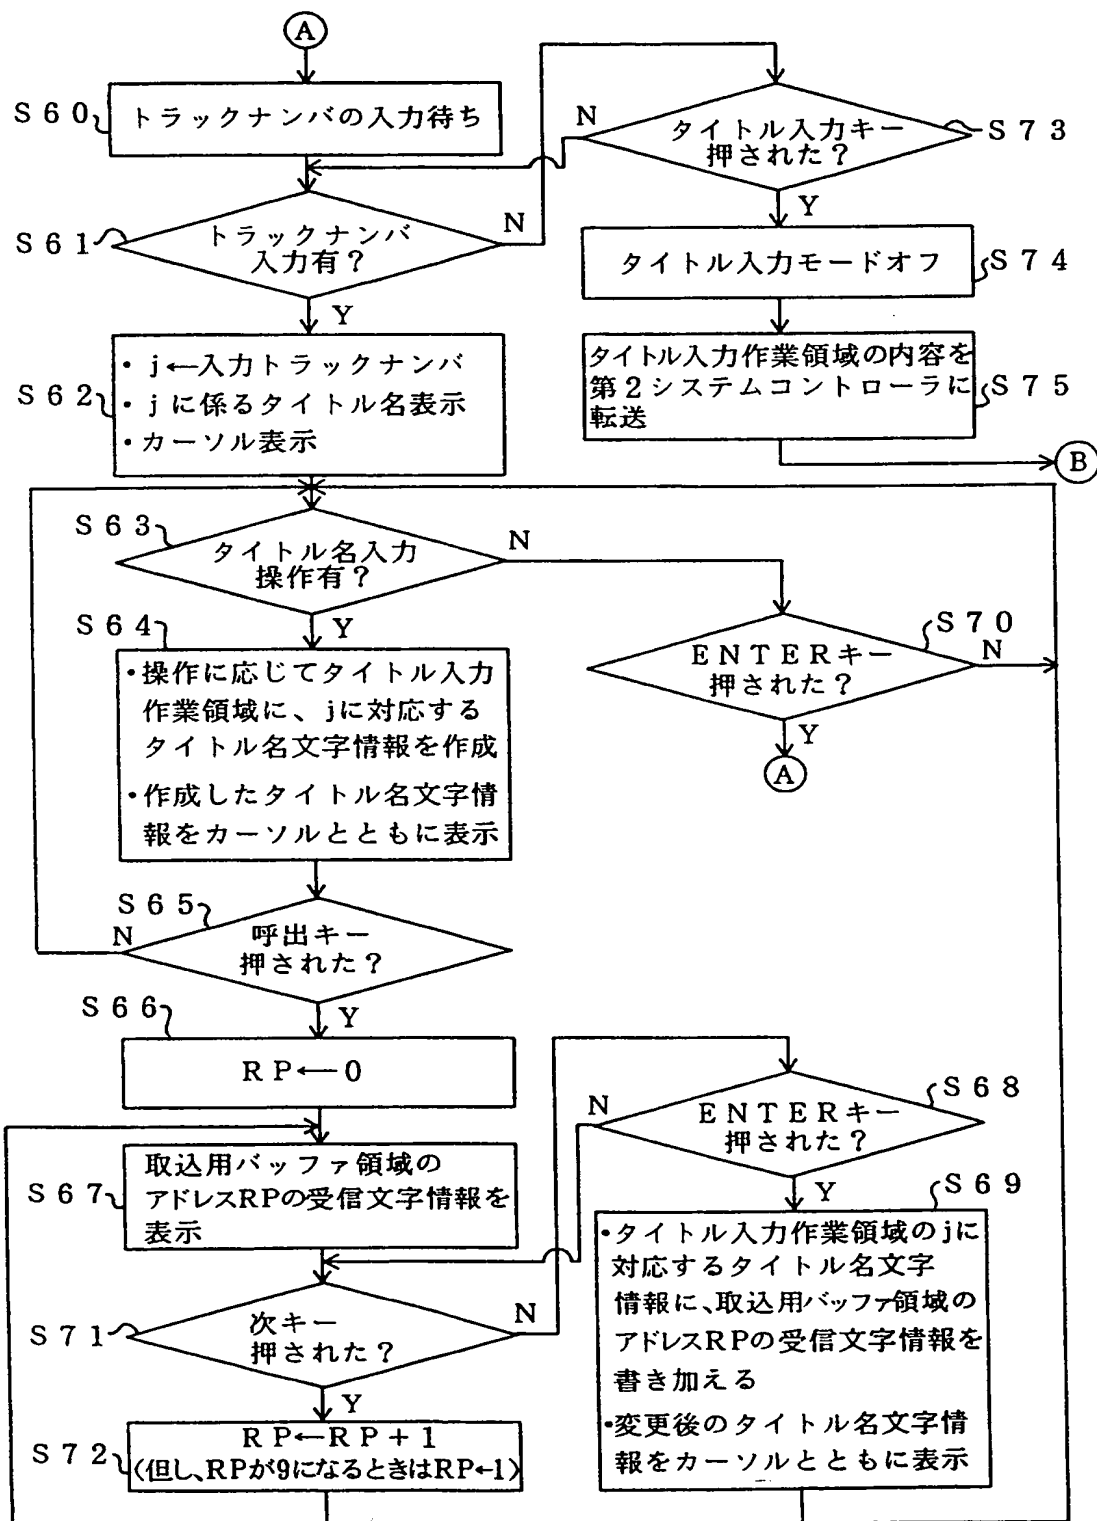 A
S60
トラックナンバの入力待ち
S61
トラックナンバ
入力有?
N
Y
S73
タイトル入力キー
押された?
N
Y
タイトル入力モードオフ
S74
タイトル入力作業領域の内容を
第2システムコントローラに
転送
S75
B
S62
・j←入力トラックナンバ
・jに係るタイトル名表示
・カーソル表示
S63
タイトル名入力
操作有?
N
Y
S64
・操作に応じてタイトル入力
作業領域に、jに対応する
タイトル名文字情報を作成
・作成したタイトル名文字情
報をカーソルとともに表示
S70
ENTERキー
押された?
N
Y
A
S65
呼出キー
押された?
N
Y
S66
RP←0
S67
取込用バッファ領域の
アドレスRPの受信文字情報を
表示
S68
ENTERキー
押された?
N
Y
S69
・タイトル入力作業領域のjに
対応するタイトル名文字
情報に、取込用バッファ領域の
アドレスRPの受信文字情報を
書き加える
・変更後のタイトル名文字情
報をカーソルとともに表示
S71
次キー
押された?
N
Y
S72
RP←RP+1
(但し、RPが9になるときはRP←1)